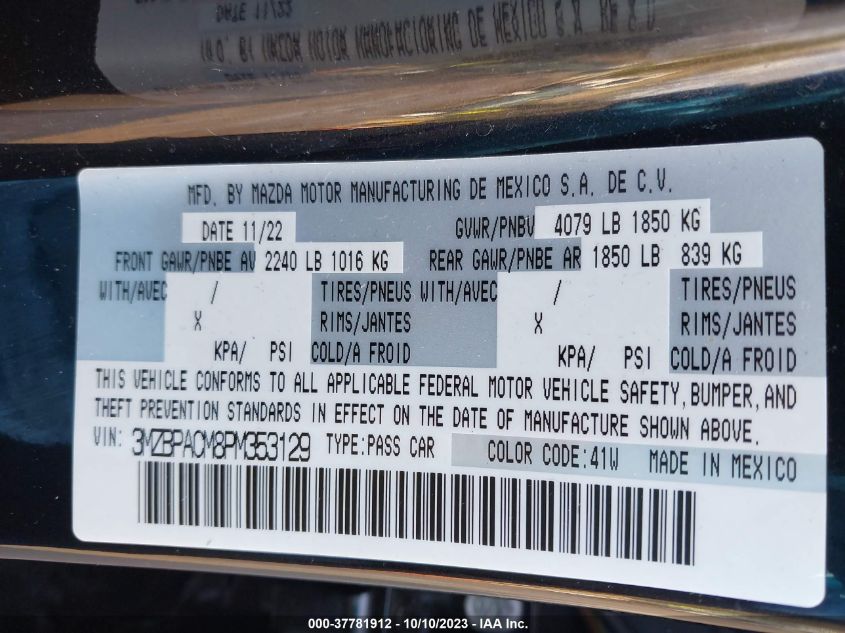 MFD. BY MAZDA MOTOR MANUFACTURING DE MEXICO S.A. DE C.V.
DATE 11/22 GVWR/PNBV 4079 LB 1850 KG
FRONT GAWR/PNBE AV 2240 LB 1016 KG REAR GAWR/PNBE AR 1850 LB 839 KG
WITH/AVEC / TIRES/PNEUS WITH/AVEC / TIRES/PNEUS
X RIMS/JANTES X RIMS/JANTES
KPA/ PSI COLD/A FROID KPA/ PSI COLD/A FROID
THIS VEHICLE CONFORMS TO ALL APPLICABLE FEDERAL MOTOR VEHICLE SAFETY, BUMPER, AND
THEFT PREVENTION STANDARDS IN EFFECT ON THE DATE OF MANUFACTURE SHOWN ABOVE.
VIN: 3MZBPACM8PM353129 TYPE:PASS CAR COLOR CODE:41W MADE IN MEXICO
000-37781912 - 10/10/2023 - IAA Inc.